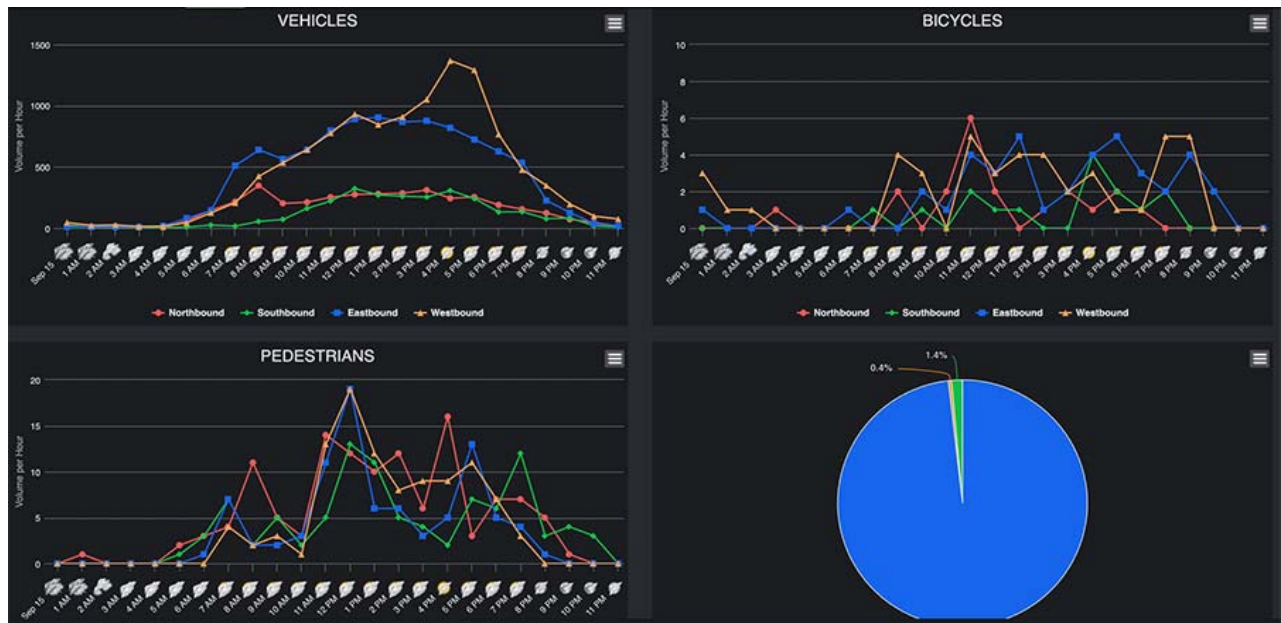 VEHICLES
1500
1000
500
0
Volume per Hour
Sep 15 1 AM 2 AM 3 AM 4 AM 5 AM 6 AM 7 AM 8 AM 9 AM 10 AM 11 AM 12 PM 1 PM 2 PM 3 PM 4 PM 5 PM 6 PM 7 PM 8 PM 9 PM 10 PM 11 PM
Northbound Southbound Eastbound Westbound
BICYCLES
10
8
6
4
2
0
Volume per Hour
Sep 15 1 AM 2 AM 3 AM 4 AM 5 AM 6 AM 7 AM 8 AM 9 AM 10 AM 11 AM 12 PM 1 PM 2 PM 3 PM 4 PM 5 PM 6 PM 7 PM 8 PM 9 PM 10 PM 11 PM
Northbound Southbound Eastbound Westbound
PEDESTRIANS
20
15
10
5
0
Volume per Hour
Sep 15 1 AM 2 AM 3 AM 4 AM 5 AM 6 AM 7 AM 8 AM 9 AM 10 AM 11 AM 12 PM 1 PM 2 PM 3 PM 4 PM 5 PM 6 PM 7 PM 8 PM 9 PM 10 PM 11 PM
1.4%
0.4%